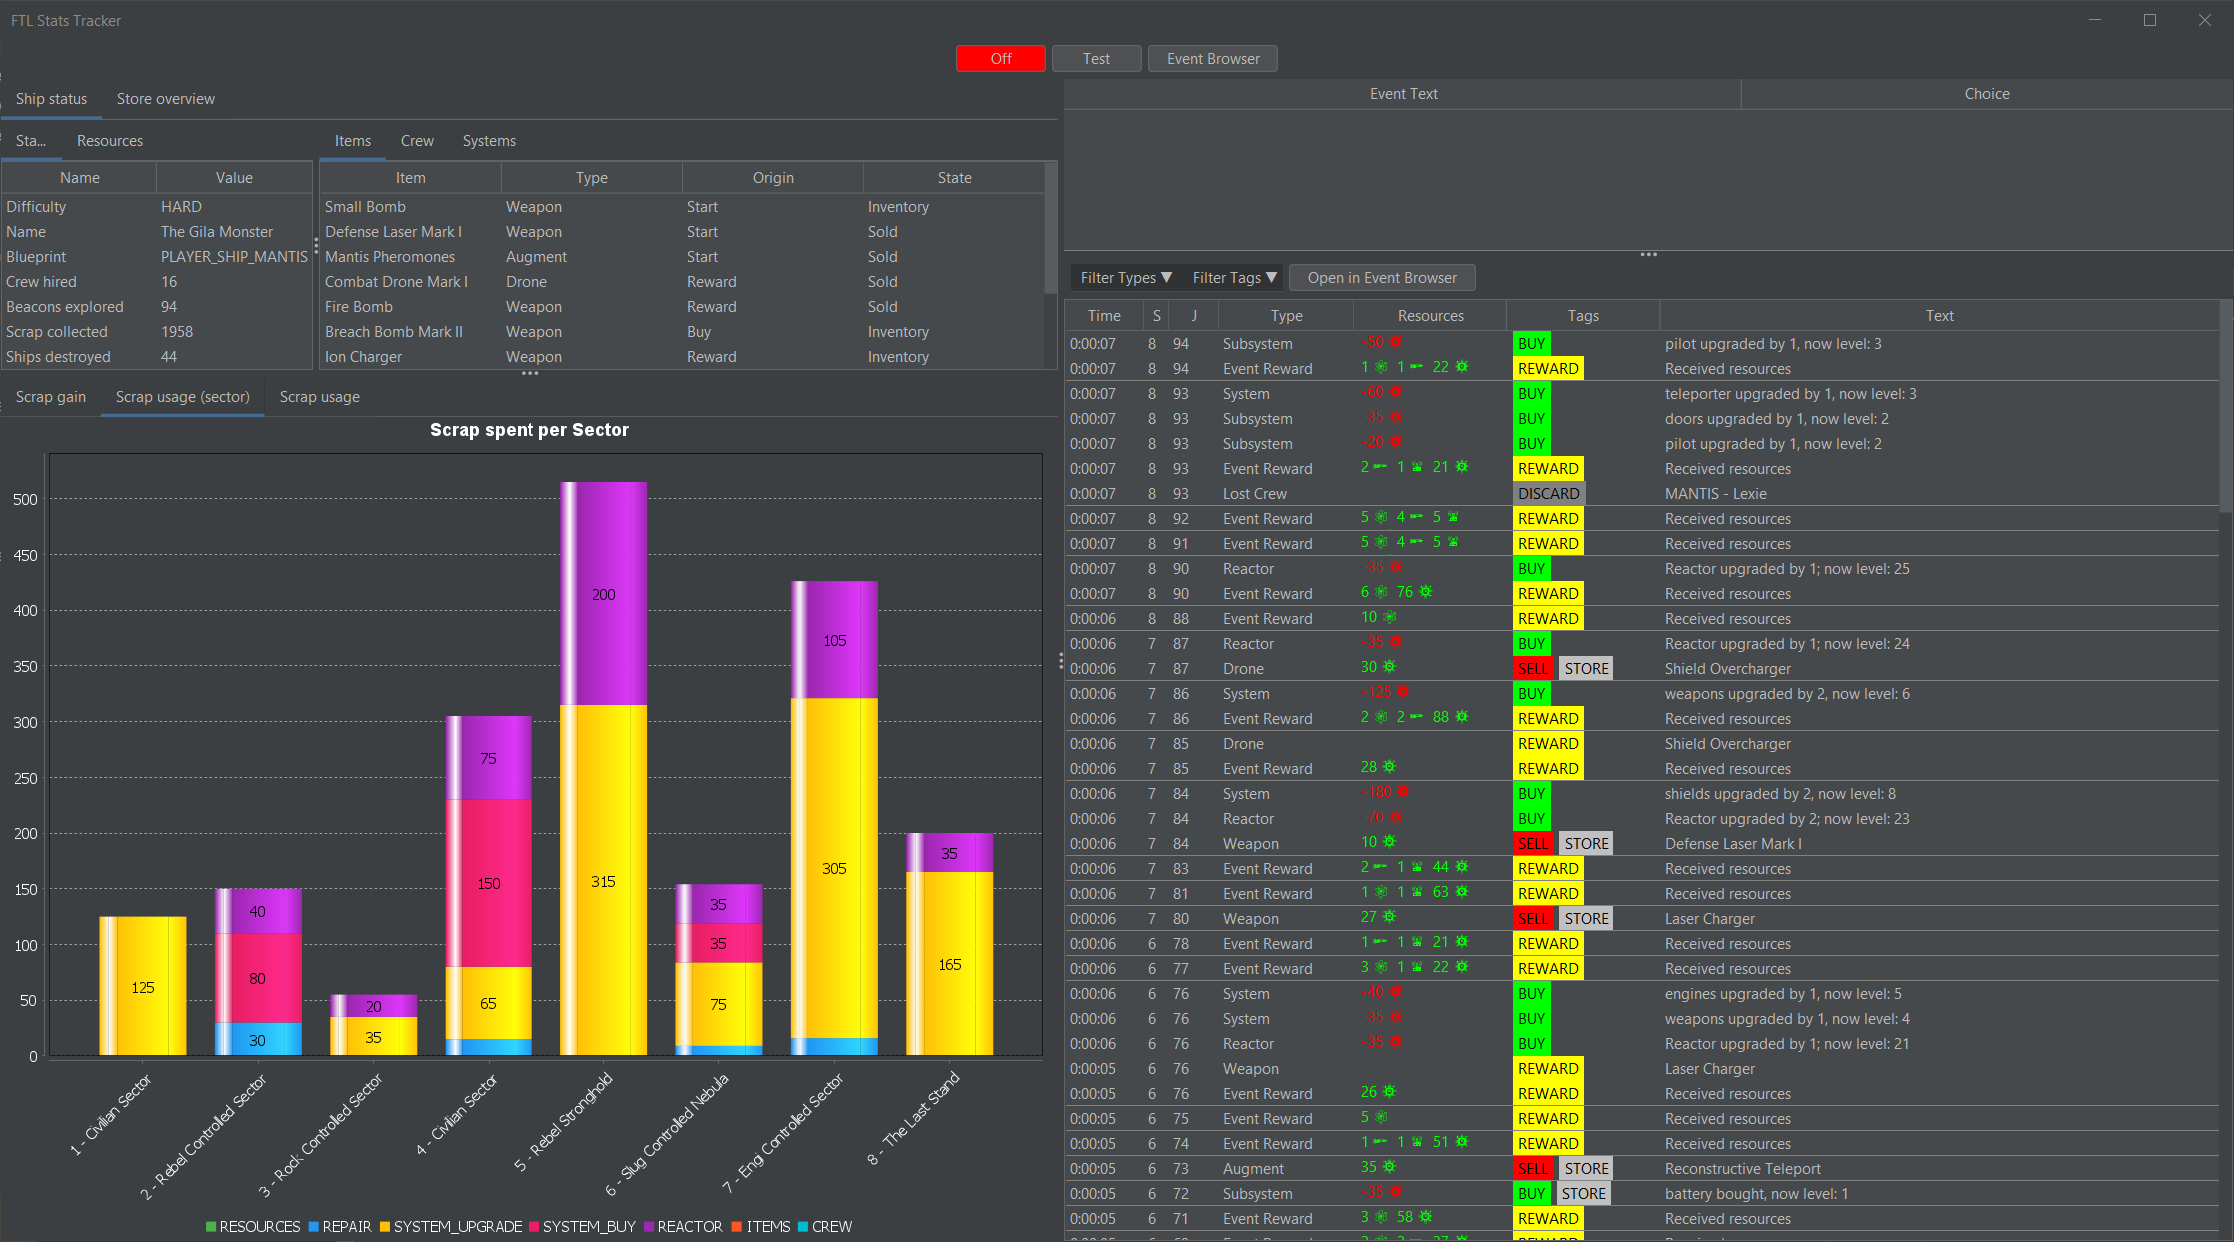 FTL Stats Tracker
Off Test Event Browser
Ship status Store overview
Sta... Resources
Name Value
Difficulty HARD
Name The Gila Monster
Blueprint PLAYER_SHIP_MANTIS
Crew hired 16
Beacons explored 94
Scrap collected 1958
Ships destroyed 44
Items Crew Systems
Item Type Origin State
Small Bomb Weapon Start Inventory
Defense Laser Mark I Weapon Start Sold
Mantis Pheromones Augment Start Sold
Combat Drone Mark I Drone Reward Sold
Fire Bomb Weapon Reward Sold
Breach Bomb Mark II Weapon Buy Inventory
Ion Charger Weapon Reward Inventory
Scrap gain Scrap usage (sector) Scrap usage
Scrap spent per Sector
500
450
400
350
300
250
200
150
100
50
0
125
40
80
30
20
35
75
150
65
200
315
35
35
75
105
305
35
165
1 - Civilian Sector
2 - Rebel Controlled Sector
3 - Rock Controlled Sector
4 - Civilian Sector
5 - Rebel Stronghold
6 - Slug Controlled Nebula
7 - Engi Controlled Sector
8 - The Last Stand
RESOURCES REPAIR SYSTEM_UPGRADE SYSTEM_BUY REACTOR ITEMS CREW
Event Text Choice
Filter Types ▼ Filter Tags ▼ Open in Event Browser
Time S J Type Resources Tags Text
0:00:07 8 94 Subsystem -50 BUY pilot upgraded by 1, now level: 3
0:00:07 8 94 Event Reward 1 1 22 REWARD Received resources
0:00:07 8 93 System -60 BUY teleporter upgraded by 1, now level: 3
0:00:07 8 93 Subsystem -35 BUY doors upgraded by 1, now level: 2
0:00:07 8 93 Subsystem -20 BUY pilot upgraded by 1, now level: 2
0:00:07 8 93 Event Reward 2 1 21 REWARD Received resources
0:00:07 8 93 Lost Crew DISCARD MANTIS - Lexie
0:00:07 8 92 Event Reward 5 4 5 REWARD Received resources
0:00:07 8 91 Event Reward 5 4 5 REWARD Received resources
0:00:07 8 90 Reactor -35 BUY Reactor upgraded by 1; now level: 25
0:00:07 8 90 Event Reward 6 76 REWARD Received resources
0:00:06 8 88 Event Reward 10 REWARD Received resources
0:00:06 7 87 Reactor -35 BUY Reactor upgraded by 1; now level: 24
0:00:06 7 87 Drone 30 SELL STORE Shield Overcharger
0:00:06 7 86 System -125 BUY weapons upgraded by 2, now level: 6
0:00:06 7 86 Event Reward 2 2 88 REWARD Received resources
0:00:06 7 85 Drone REWARD Shield Overcharger
0:00:06 7 85 Event Reward 28 REWARD Received resources
0:00:06 7 84 System -180 BUY shields upgraded by 2, now level: 8
0:00:06 7 84 Reactor -70 BUY Reactor upgraded by 2; now level: 23
0:00:06 7 84 Weapon 10 SELL STORE Defense Laser Mark I
0:00:06 7 83 Event Reward 2 1 44 REWARD Received resources
0:00:06 7 81 Event Reward 1 1 63 REWARD Received resources
0:00:06 7 80 Weapon 27 SELL STORE Laser Charger
0:00:06 6 78 Event Reward 1 1 21 REWARD Received resources
0:00:06 6 77 Event Reward 3 1 22 REWARD Received resources
0:00:06 6 76 System -40 BUY engines upgraded by 1, now level: 5
0:00:06 6 76 System -35 BUY weapons upgraded by 1, now level: 4
0:00:06 6 76 Reactor -35 BUY Reactor upgraded by 1; now level: 21
0:00:05 6 76 Weapon REWARD Laser Charger
0:00:05 6 76 Event Reward 26 REWARD Received resources
0:00:05 6 75 Event Reward 5 REWARD Received resources
0:00:05 6 74 Event Reward 1 1 51 REWARD Received resources
0:00:05 6 73 Augment 35 SELL STORE Reconstructive Teleport
0:00:05 6 72 Subsystem -35 BUY STORE battery bought, now level: 1
0:00:05 6 71 Event Reward 3 58 REWARD Received resources